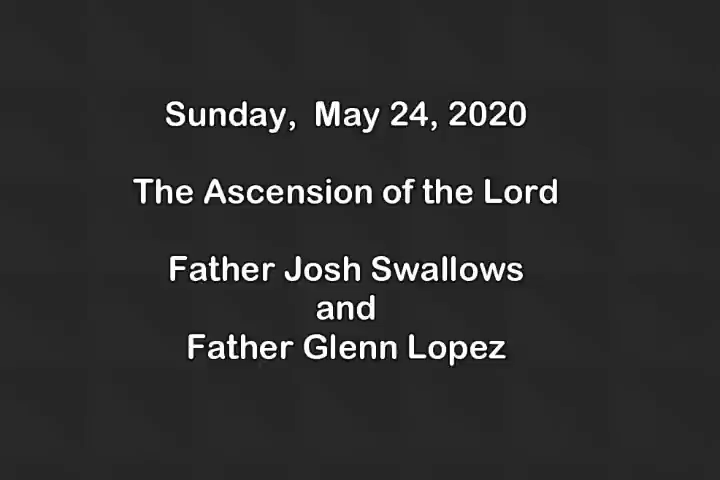 Sunday,  May 24, 2020
The Ascension of the Lord
Father Josh Swallows
and
Father Glenn Lopez